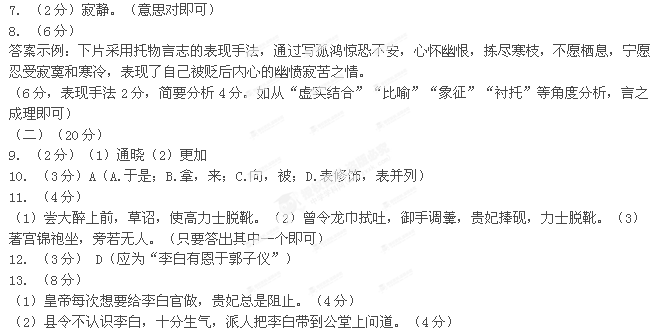 7. （2分）寂静。（意思对即可）
8. （6分）
答案示例：下片采用托物言志的表现手法，通过写孤鸿惊恐不安，心怀幽恨，拣尽寒枝，不愿栖息，宁愿
忍受寂寞和寒冷，表现了自己被贬后内心的幽愤寂苦之情。
（6分，表现手法2分，简要分析4分。如从“虚实结合”“比喻”“象征”“衬托”等角度分析，言之
成理即可）
（二）（20分）
9. （2分）（1）通晓（2）更加
10. （3分）A（A.于是；B.拿，来；C.向，被；D.表修饰，表并列）
11. （4分）
（1）尝大醉上前，草诏，使高力士脱靴。（2）曾令龙巾拭吐，御手调羹，贵妃捧砚，力士脱靴。（3）
著宫锦袍坐，旁若无人。（只要答出其中一个即可）
12. （3分） D（应为“李白有恩于郭子仪”）
13. （8分）
（1）皇帝每次想要给李白官做，贵妃总是阻止。（4分）
（2）县令不认识李白，十分生气，派人把李白带到公堂上问道。（4分）